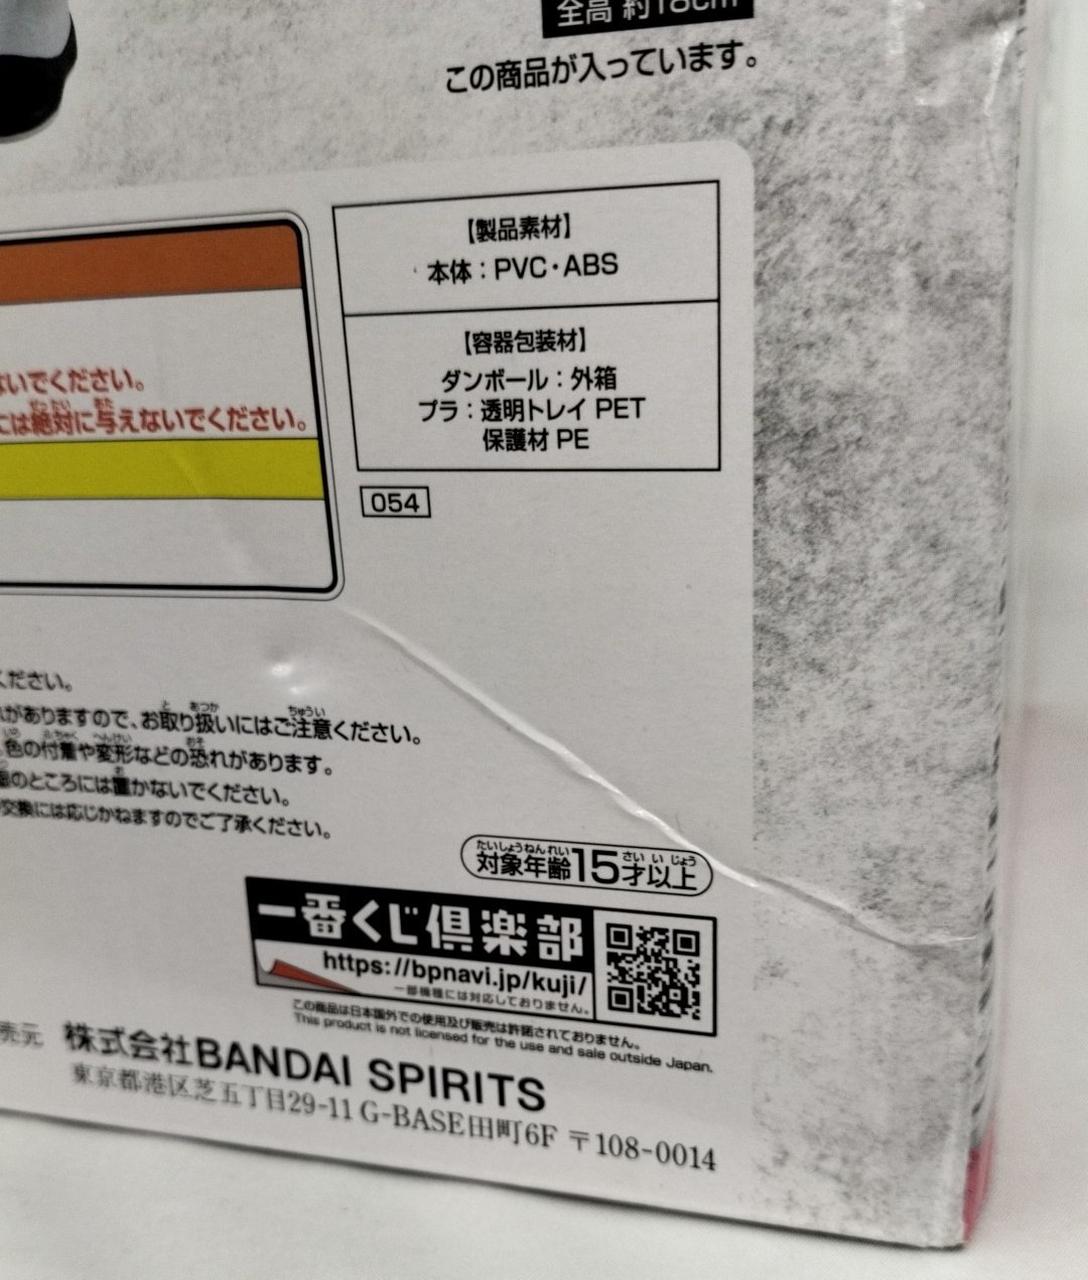 全高 約18cm
この商品が入っています。
【製品素材】
本体：PVC・ABS
【容器包装材】
ダンボール：外箱
プラ：透明トレイ PET
保護材 PE
054
ないでください。
には絶対に与えないでください。
ください。
がありますので、お取り扱いにはご注意ください。
色の付着や変形などの恐れがあります。
のところには置かないでください。
交換には応じかねますのでご了承ください。
対象年齢15才以上
一番くじ倶楽部
https://bpnavi.jp/kuji/
一部機種には対応しておりません。
この商品は日本国外での使用及び販売は許諾されておりません。
This product is not licensed for the use and sale outside Japan.
売元 株式会社BANDAI SPIRITS
東京都港区芝五丁目29-11 G-BASE田町6F 〒108-0014